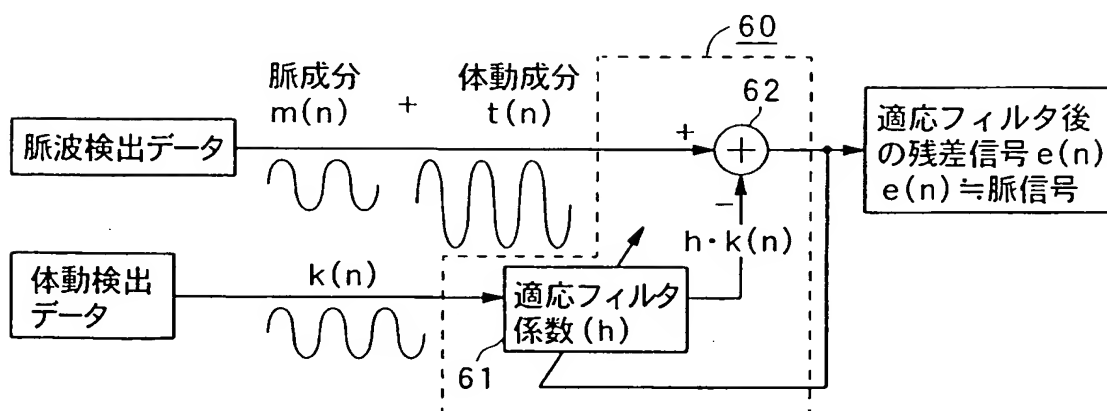 60
脈成分
m(n)
+
体動成分
t(n)
62
脈波検出データ
+
+
適応フィルタ後
の残差信号e(n)
e(n)≒脈信号
−
h・k(n)
体動検出
データ
k(n)
適応フィルタ
係数(h)
61